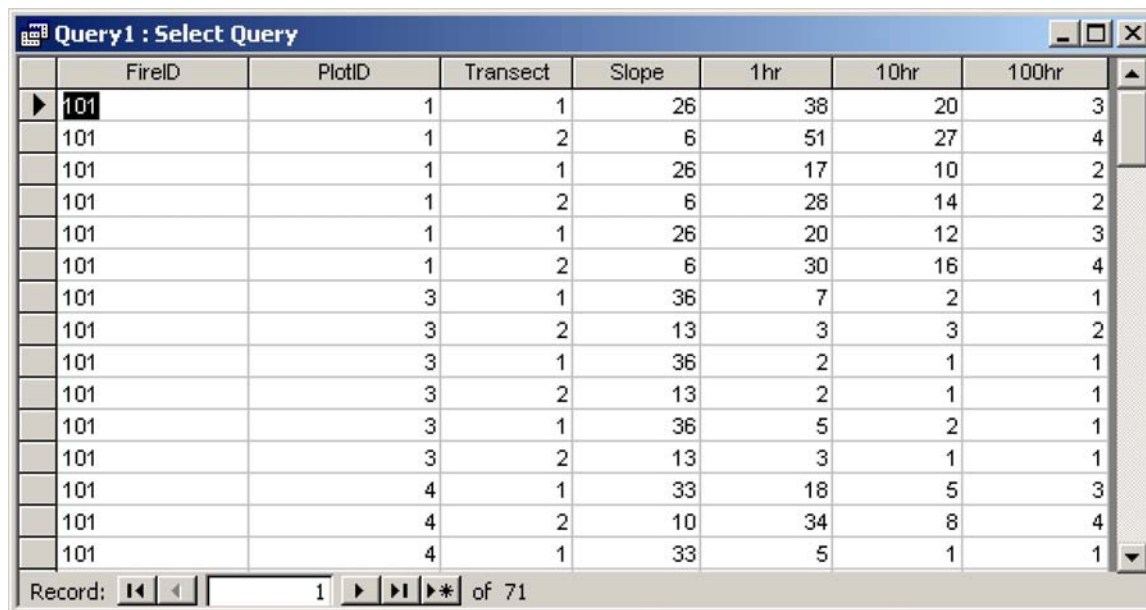 Query1 : Select Query
FireID PlotID Transect Slope 1hr 10hr 100hr
101 1 1 26 38 20 3
101 1 2 6 51 27 4
101 1 1 26 17 10 2
101 1 2 6 28 14 2
101 1 1 26 20 12 3
101 1 2 6 30 16 4
101 3 1 36 7 2 1
101 3 2 13 3 3 2
101 3 1 36 2 1 1
101 3 2 13 2 1 1
101 3 1 36 5 2 1
101 3 2 13 3 1 1
101 4 1 33 18 5 3
101 4 2 10 34 8 4
101 4 1 33 5 1 1
Record: 1 of 71